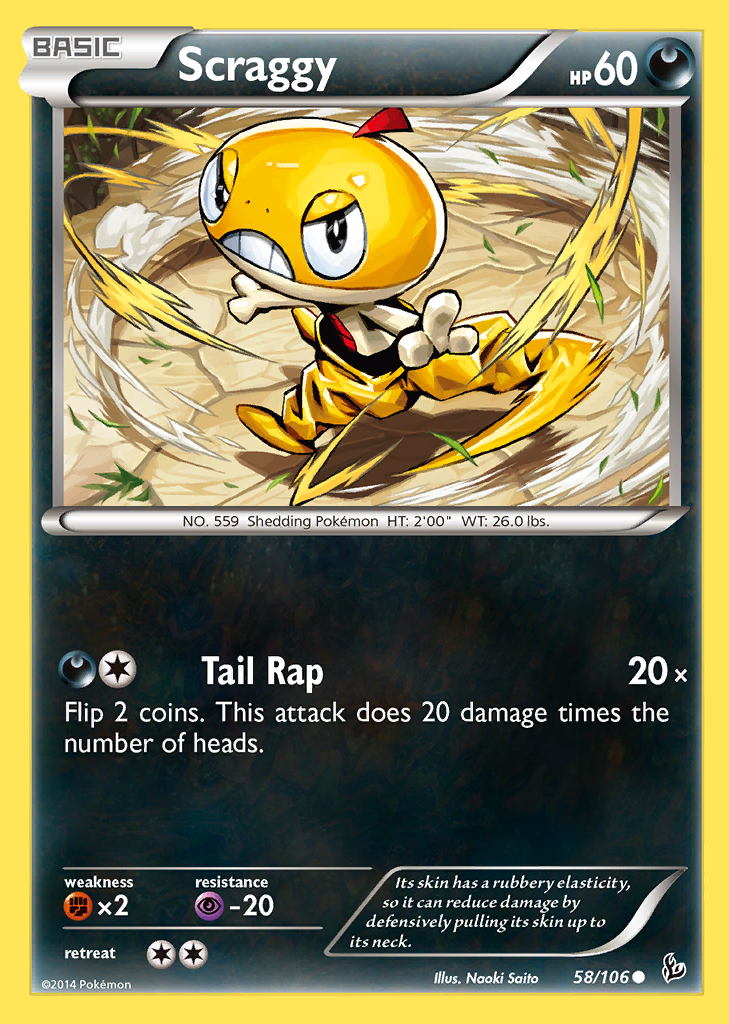 BASIC
Scraggy
HP60
NO. 559 Shedding Pokémon HT: 2'00" WT: 26.0 lbs.
Tail Rap 20×
Flip 2 coins. This attack does 20 damage times the
number of heads.
weakness
×2
resistance
-20
retreat
Its skin has a rubbery elasticity,
so it can reduce damage by
defensively pulling its skin up to
its neck.
©2014 Pokémon
Illus. Naoki Saito
58/106